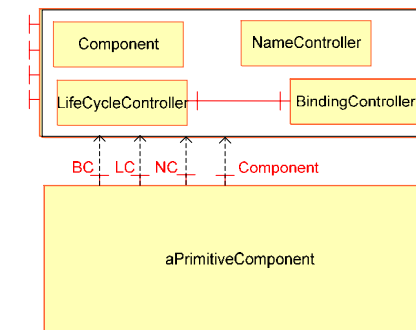 Component
NameController
LifeCycleController
BindingController
BC LC NC Component
aPrimitiveComponent